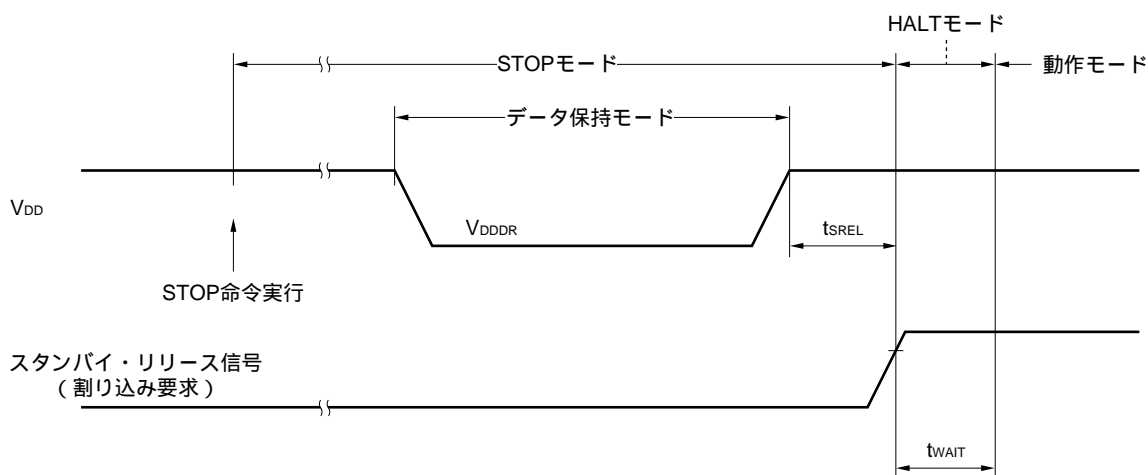 HALTモード
STOPモード
動作モード
データ保持モード
VDD
VDDDR
tSREL
STOP命令実行
スタンバイ・リリース信号
(割り込み要求)
tWAIT